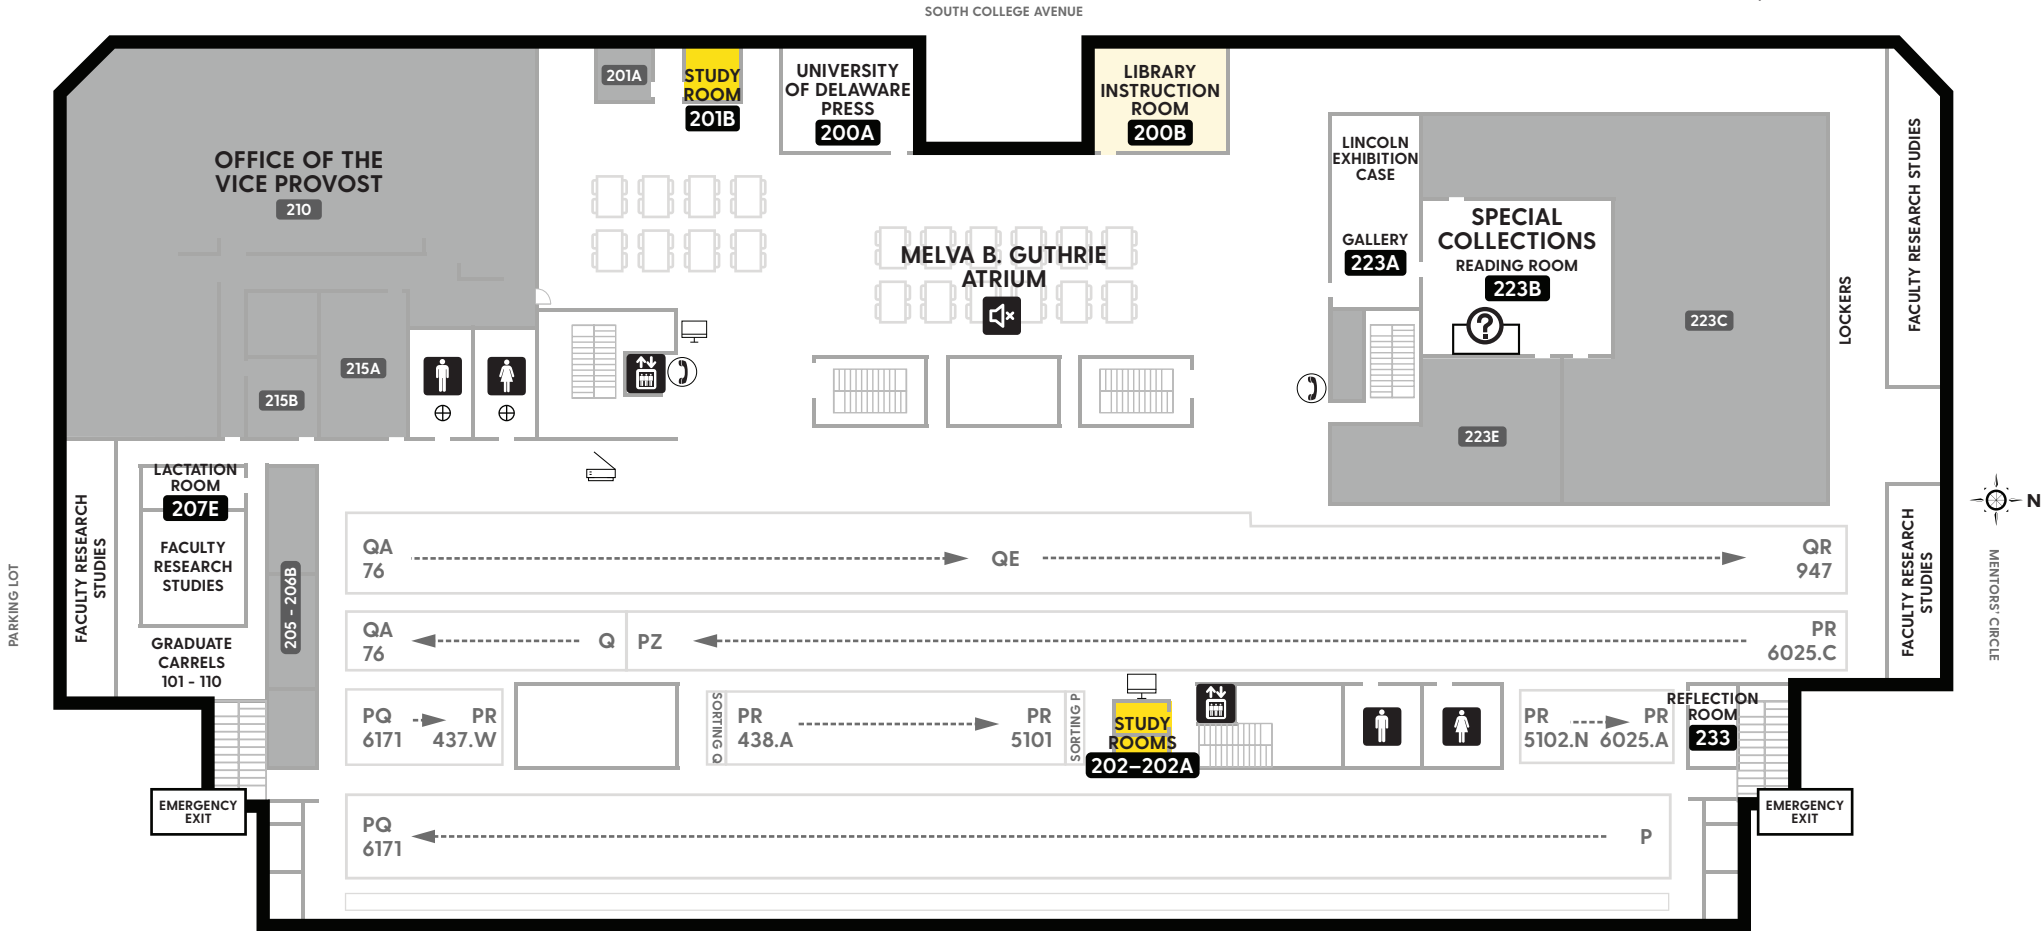 SOUTH COLLEGE AVENUE
201A
STUDY
ROOM
201B
UNIVERSITY
OF DELAWARE
PRESS
200A
LIBRARY
INSTRUCTION
ROOM
200B
OFFICE OF THE
VICE PROVOST
210
MELVA B. GUTHRIE
ATRIUM
LINCOLN
EXHIBITION
CASE
GALLERY
223A
SPECIAL
COLLECTIONS
READING ROOM
223B
?
223C
LOCKERS
FACULTY RESEARCH STUDIES
215A
215B
223E
LACTATION
ROOM
207E
FACULTY
RESEARCH
STUDIES
FACULTY RESEARCH
STUDIES
205 - 206B
GRADUATE
CARRELS
101 - 110
PARKING LOT
N
MENTORS' CIRCLE
FACULTY RESEARCH
STUDIES
QA
76
QE
QR
947
QA
76
Q
PZ
PR
6025.C
PQ
6171
PR
437.W
SORTING Q
PR
438.A
PR
5101
SORTING P
STUDY
ROOMS
202–202A
PR
5102.N
PR
6025.A
REFLECTION
ROOM
233
EMERGENCY
EXIT
EMERGENCY
EXIT
PQ
6171
P